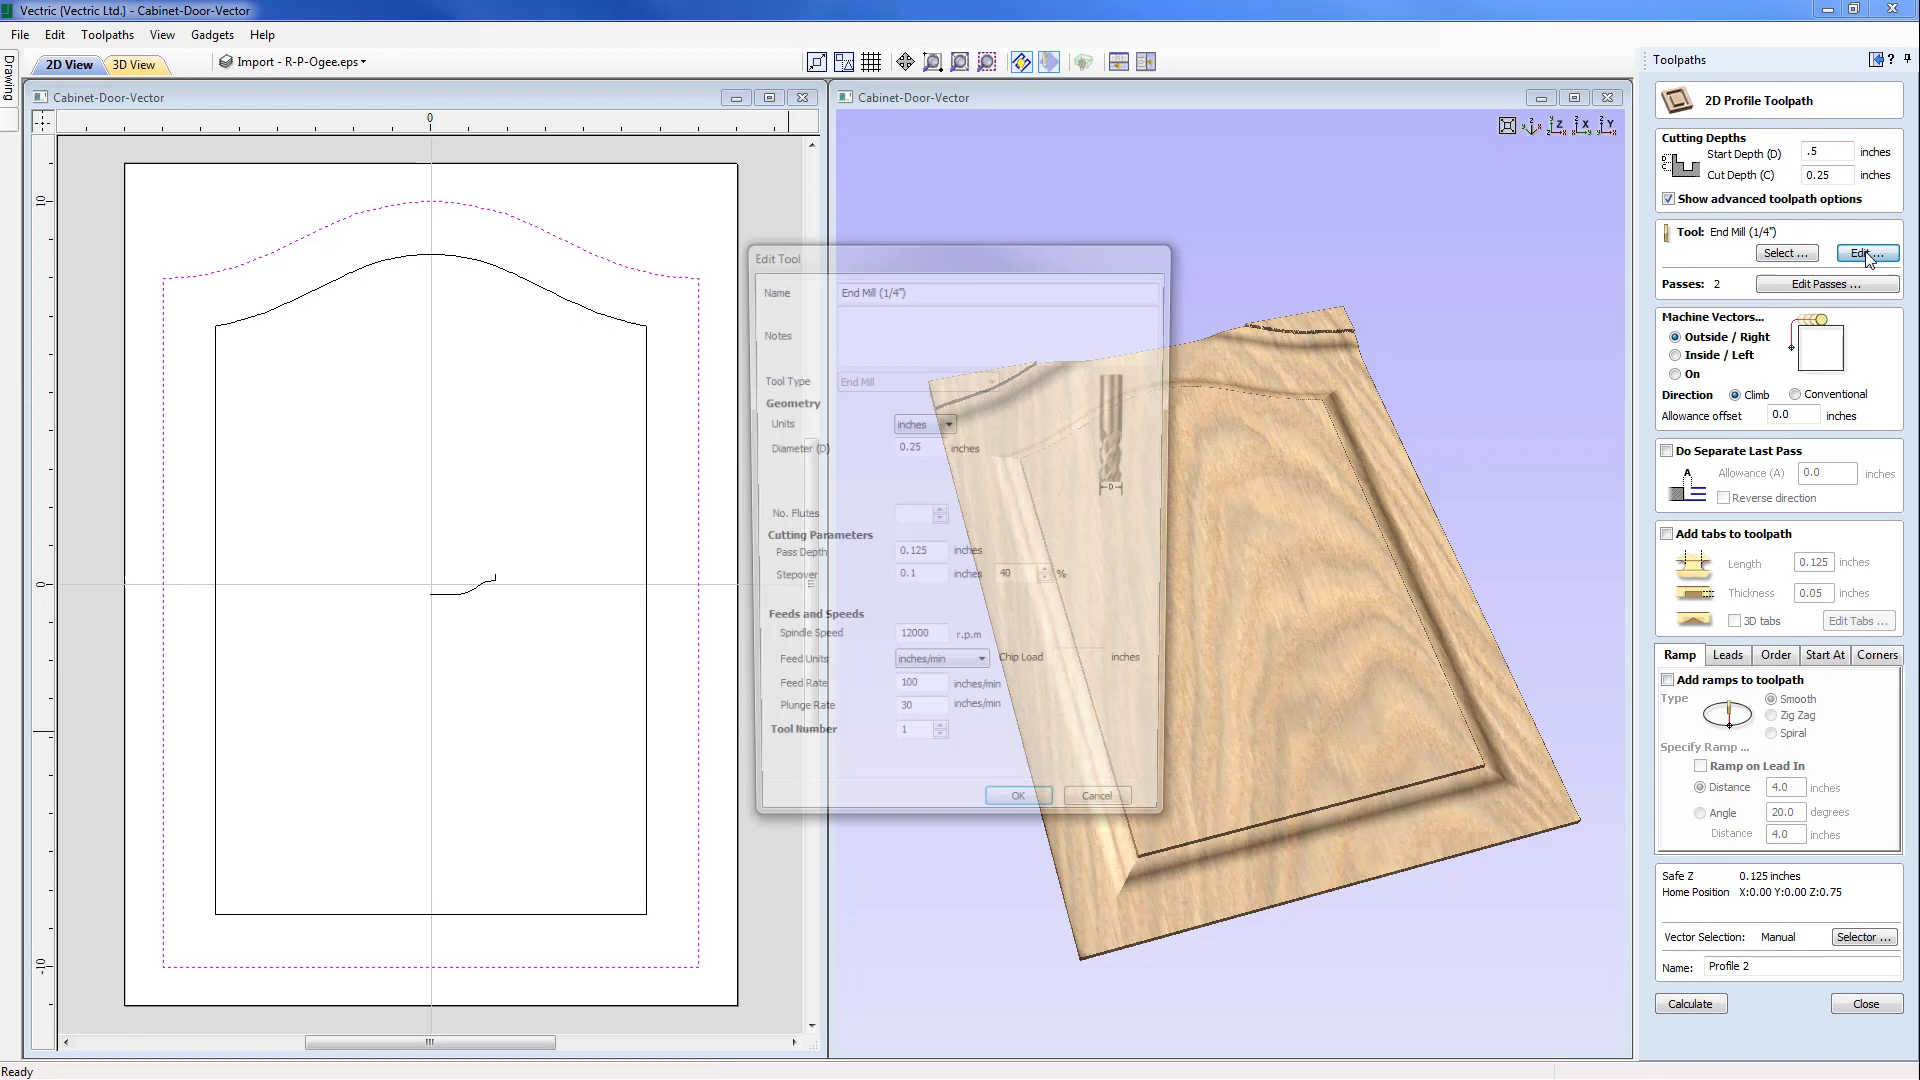 Vectric {Vectric Ltd.} - Cabinet-Door-Vector
File Edit Toolpaths View Gadgets Help
Drawing
2D View 3D View Import - R-P-Ogee.eps
Cabinet-Door-Vector
0
10
0
-10
Cabinet-Door-Vector
Z X Y
Edit Tool
Name End Mill (1/4")
Notes
Tool Type End Mill
Geometry
Units inches
Diameter (D) 0.25 inches
D
No. Flutes
Cutting Parameters
Pass Depth 0.125 inches
Stepover 0.1 inches 40 %
Feeds and Speeds
Spindle Speed 12000 r.p.m
Feed Units inches/min Chip Load inches
Feed Rate 100 inches/min
Plunge Rate 30 inches/min
Tool Number 1
OK Cancel
Toolpaths
2D Profile Toolpath
Cutting Depths
Start Depth (D) .5 inches
Cut Depth (C) 0.25 inches
Show advanced toolpath options
Tool: End Mill (1/4")
Select ... Edit ...
Passes: 2 Edit Passes ...
Machine Vectors...
Outside / Right
Inside / Left
On
Direction Climb Conventional
Allowance offset 0.0 inches
Do Separate Last Pass
A Allowance (A) 0.0 inches
Reverse direction
Add tabs to toolpath
Length 0.125 inches
Thickness 0.05 inches
3D tabs Edit Tabs ...
Ramp Leads Order Start At Corners
Add ramps to toolpath
Type Smooth
Zig Zag
Spiral
Specify Ramp ...
Ramp on Lead In
Distance 4.0 inches
Angle 20.0 degrees
Distance 4.0 inches
Safe Z 0.125 inches
Home Position X:0.00 Y:0.00 Z:0.75
Vector Selection: Manual Selector ...
Name: Profile 2
Calculate Close
Ready